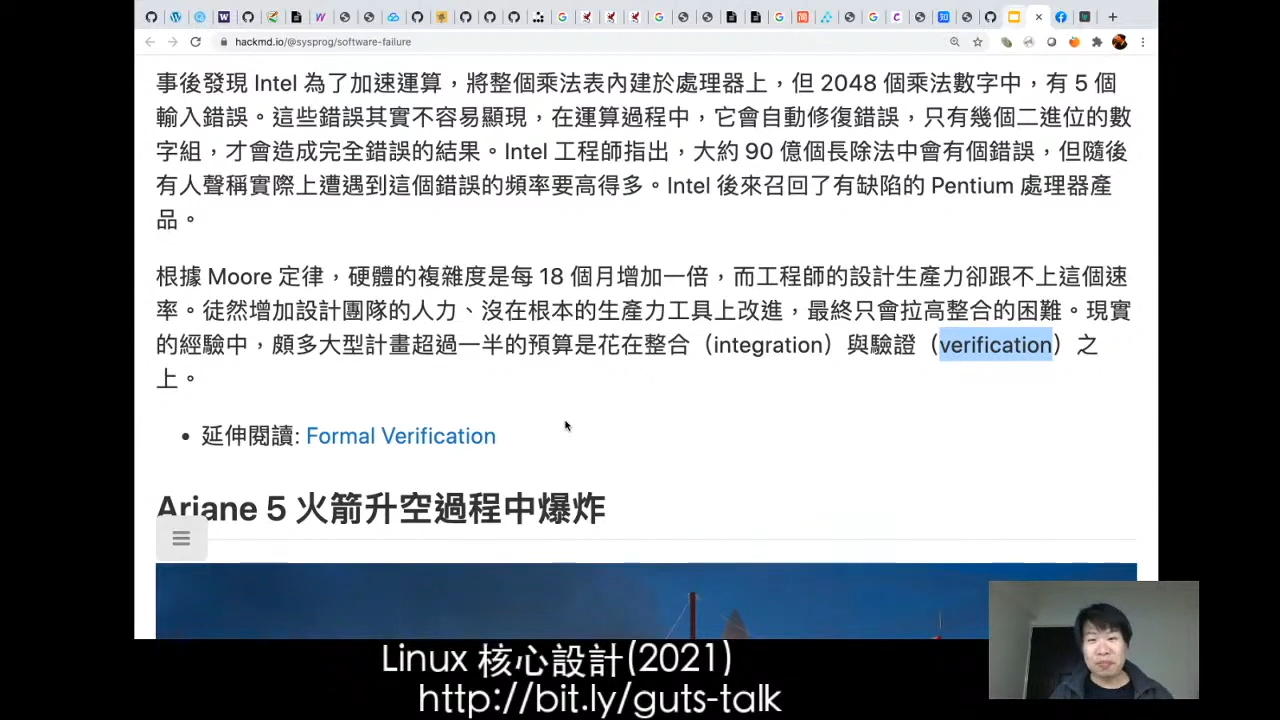 hackmd.io/@sysprog/software-failure
事後發現 Intel 為了加速運算，將整個乘法表內建於處理器上，但 2048 個乘法數字中，有 5 個
輸入錯誤。這些錯誤其實不容易顯現，在運算過程中，它會自動修復錯誤，只有幾個二進位的數
字組，才會造成完全錯誤的結果。Intel 工程師指出，大約 90 億個長除法中會有個錯誤，但隨後
有人聲稱實際上遭遇到這個錯誤的頻率要高得多。Intel 後來召回了有缺陷的 Pentium 處理器產
品。
根據 Moore 定律，硬體的複雜度是每 18 個月增加一倍，而工程師的設計生產力卻跟不上這個速
率。徒然增加設計團隊的人力、沒在根本的生產力工具上改進，最終只會拉高整合的困難。現實
的經驗中，頗多大型計畫超過一半的預算是花在整合（integration）與驗證（verification）之
上。
• 延伸閱讀: Formal Verification
Ariane 5 火箭升空過程中爆炸
Linux 核心設計(2021)
http://bit.ly/guts-talk